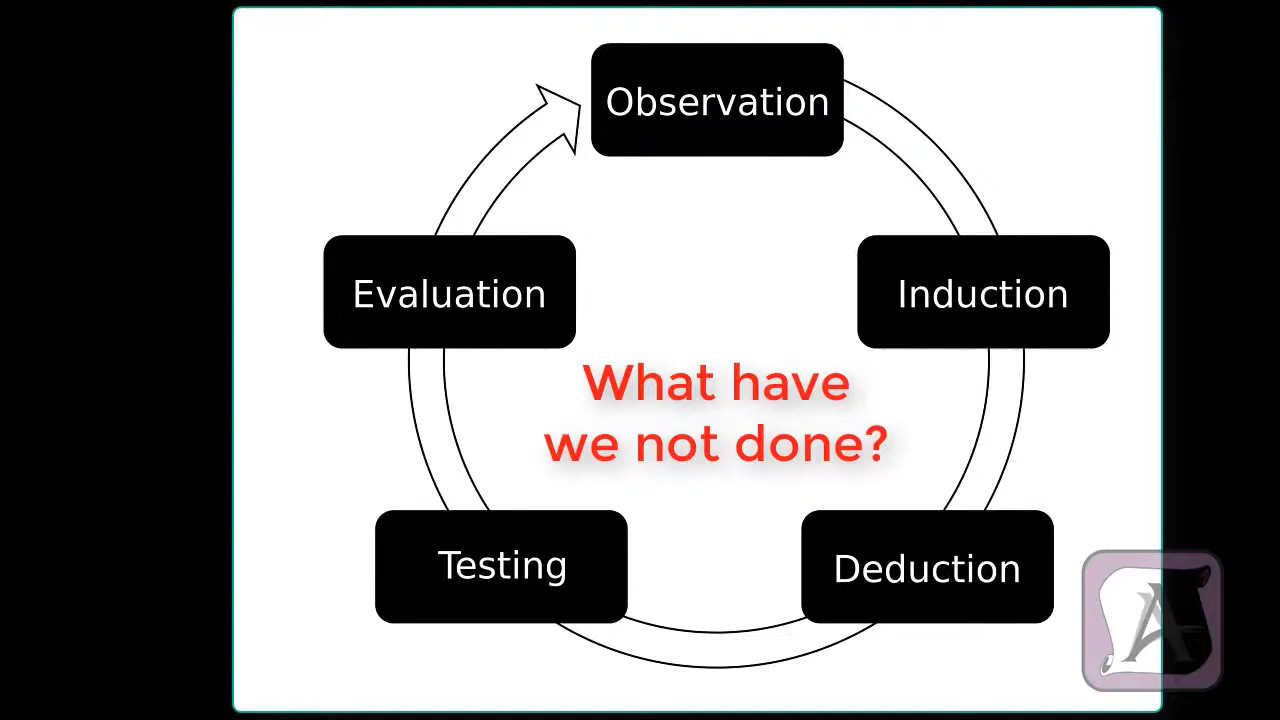 Observation
Evaluation
Induction
What have
we not done?
Testing
Deduction
A